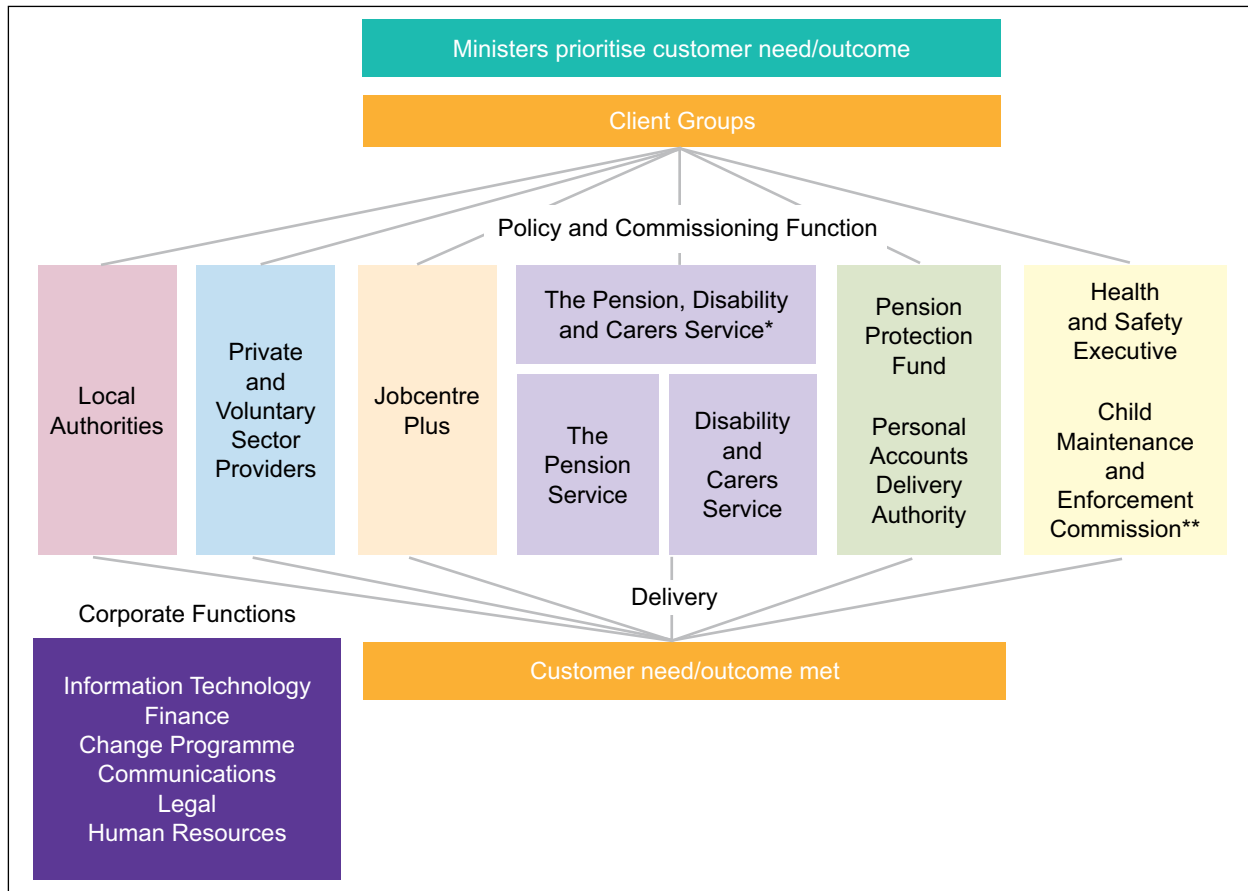 Ministers prioritise customer need/outcome
Client Groups
Policy and Commissioning Function
Local
Authorities
Private
and
Voluntary
Sector
Providers
Jobcentre
Plus
The Pension, Disability
and Carers Service*
The
Pension
Service
Disability
and
Carers
Service
Pension
Protection
Fund
Personal
Accounts
Delivery
Authority
Health
and Safety
Executive
Child
Maintenance
and
Enforcement
Commission**
Delivery
Customer need/outcome met
Corporate Functions
Information Technology
Finance
Change Programme
Communications
Legal
Human Resources